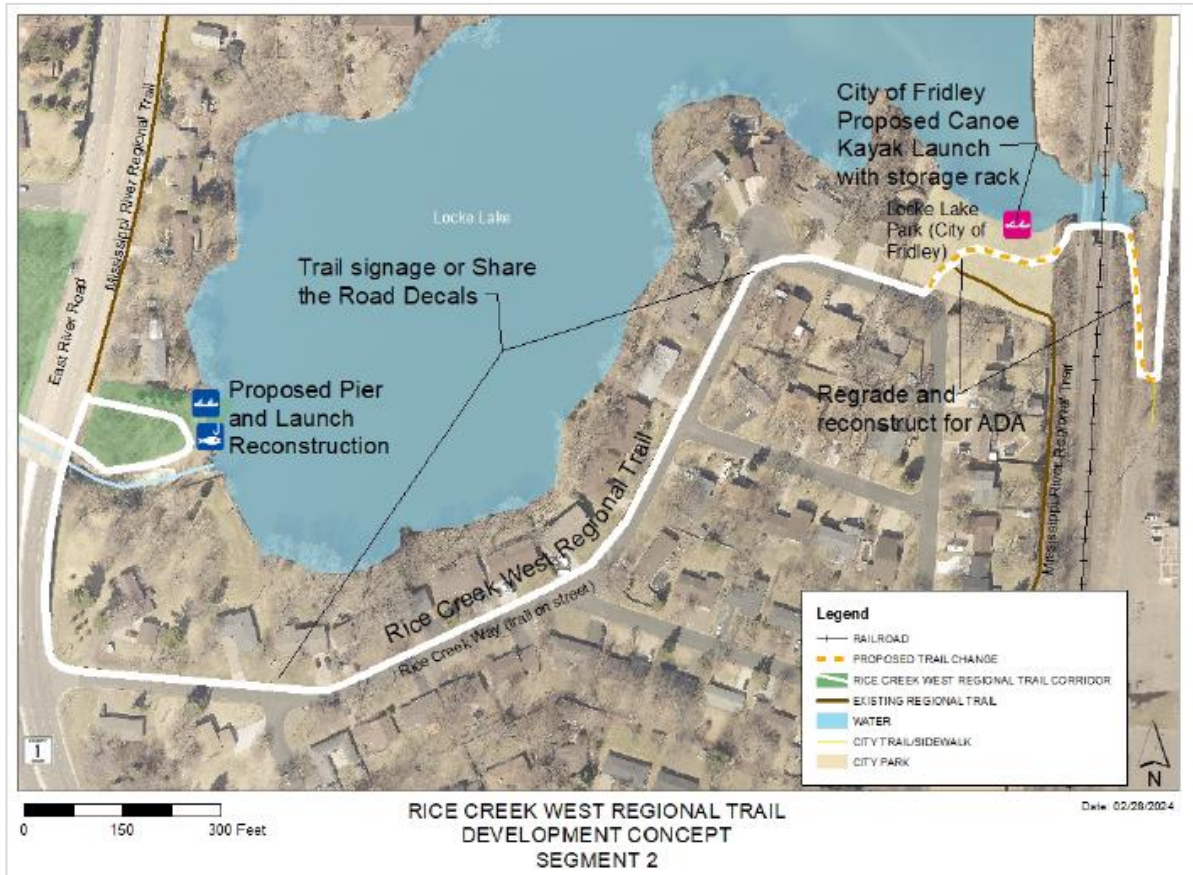 Mississippi River Regional Trail
East River Road
Locke Lake
City of Fridley
Proposed Canoe
Kayak Launch
with storage rack
Locke Lake
Park (City of
Fridley)
Trail signage or Share
the Road Decals
Proposed Pier
and Launch
Reconstruction
Regrade and
reconstruct for ADA
Mississippi River Regional Trail
Rice Creek West Regional Trail
Rice Creek Way (trail on street)
1
Legend
RAILROAD
PROPOSED TRAIL CHANGE
RICE CREEK WEST REGIONAL TRAIL CORRIDOR
EXISTING REGIONAL TRAIL
WATER
CITY TRAIL/SIDEWALK
CITY PARK
N
0 150 300 Feet
RICE CREEK WEST REGIONAL TRAIL
DEVELOPMENT CONCEPT
SEGMENT 2
Date: 02/28/2024